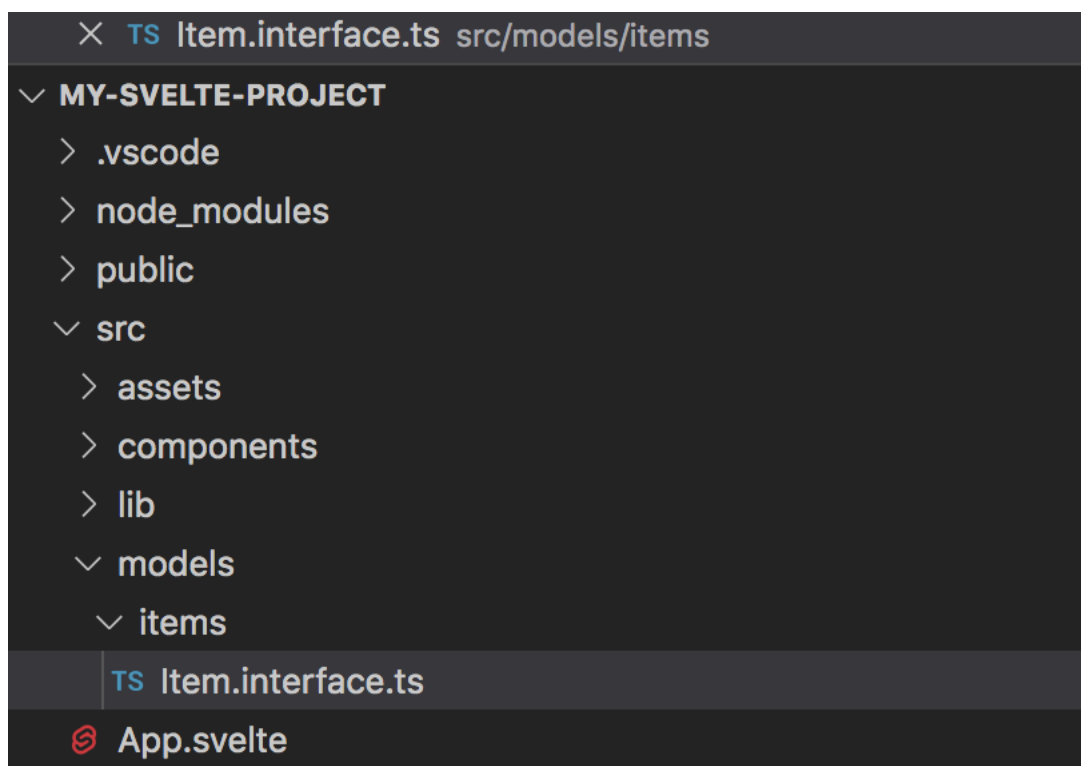 TS Item.interface.ts src/models/items
MY-SVELTE-PROJECT
.vscode
node_modules
public
src
assets
components
lib
models
items
TS Item.interface.ts
App.svelte